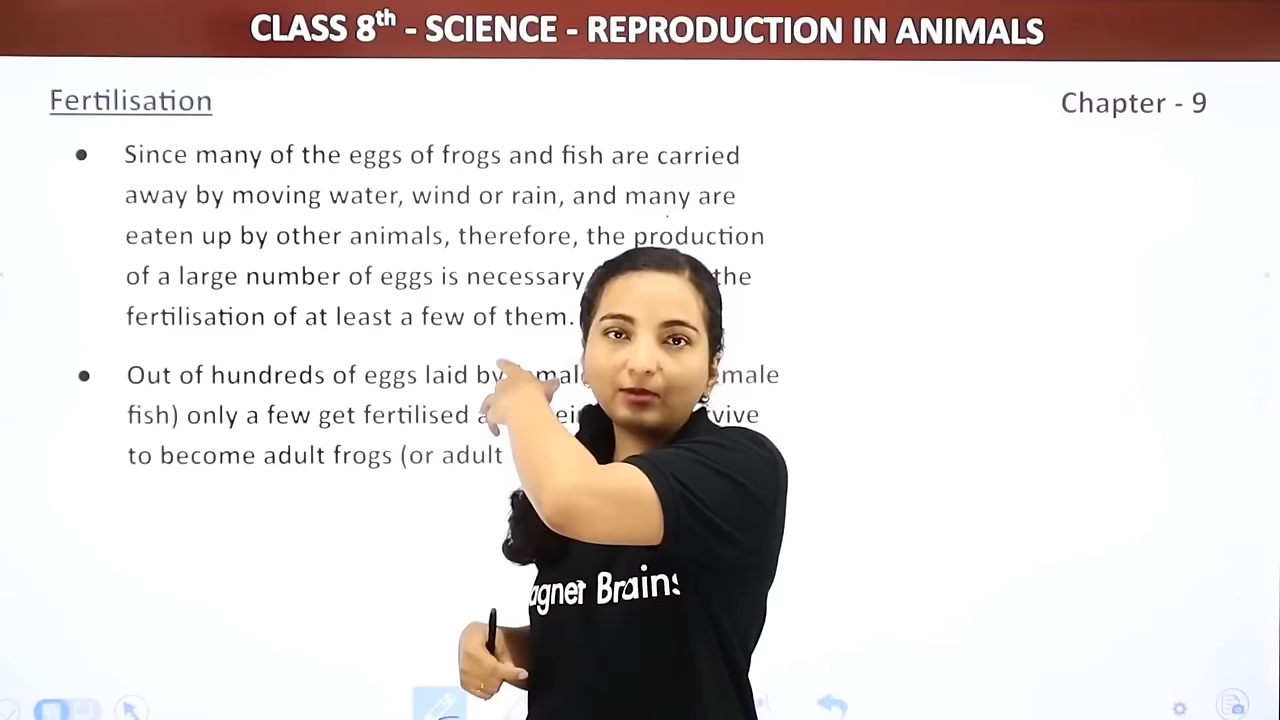 CLASS 8th - SCIENCE - REPRODUCTION IN ANIMALS
Fertilisation
Chapter - 9
● Since many of the eggs of frogs and fish are carried
away by moving water, wind or rain, and many are
eaten up by other animals, therefore, the production
of a large number of eggs is necessary the
fertilisation of at least a few of them.
● Out of hundreds of eggs laid by
fish) only a few get fertilised
to become adult frogs (or adult
agnet Brains